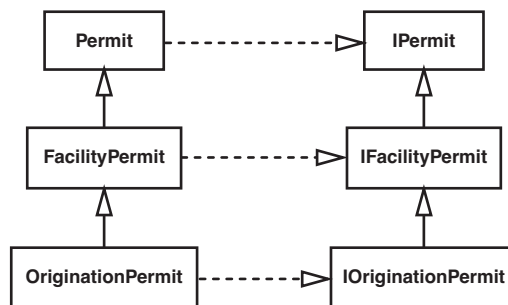 Permit
IPermit
FacilityPermit
IFacilityPermit
OriginationPermit
IOriginationPermit